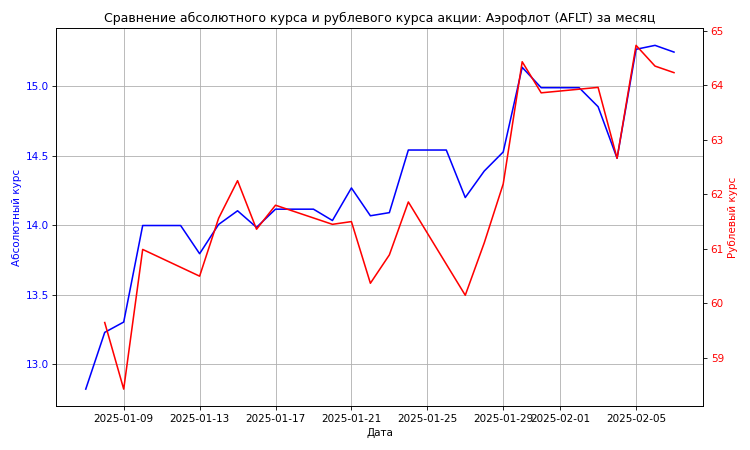 Сравнение абсолютного курса и рублевого курса акции: Аэрофлот (AFLT) за месяц
Абсолютный курс
15.0
14.5
14.0
13.5
13.0
65
64
63
62
61
60
59
Рублевый курс
2025-01-09 2025-01-13 2025-01-17 2025-01-21 2025-01-25 2025-01-29 2025-02-01 2025-02-05
Дата